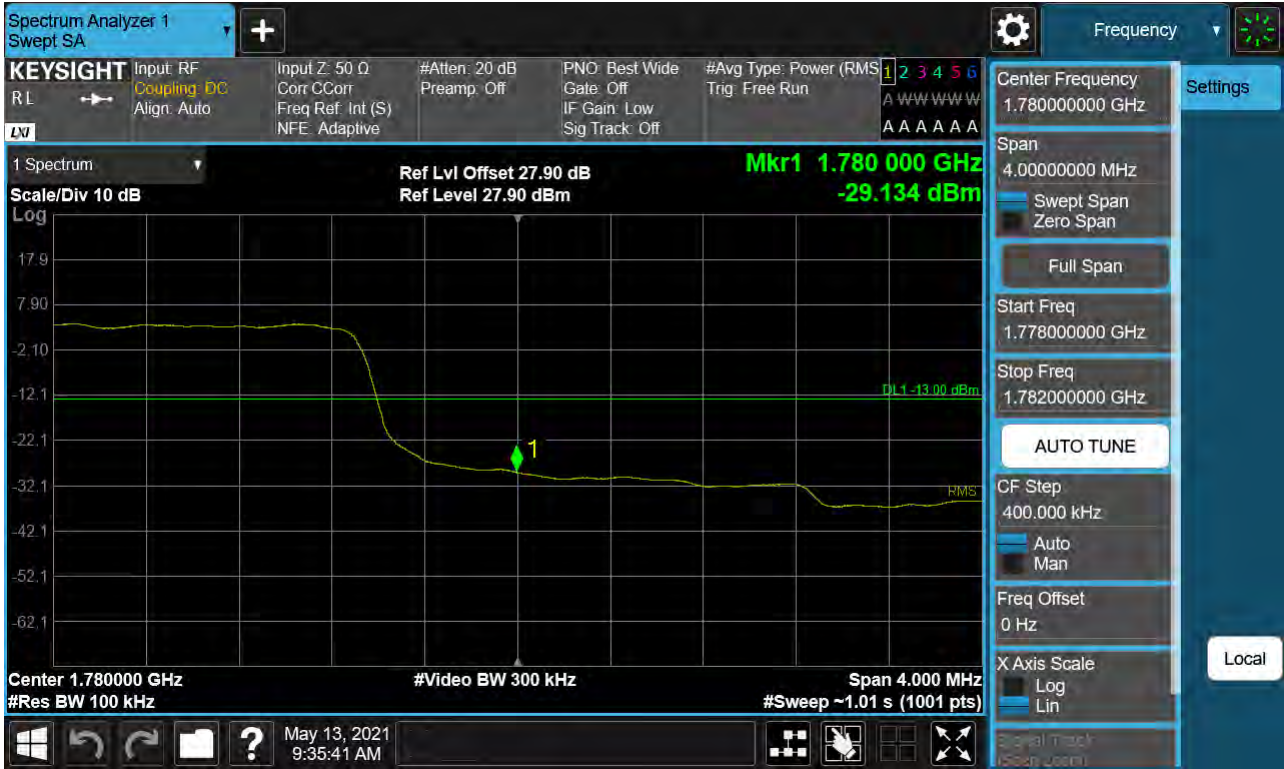 Spectrum Analyzer 1
Swept SA
Frequency
KEYSIGHT
R L
LXI
Input: RF
Coupling: DC
Align: Auto
Input Z: 50 Ω
Corr CCorr
Freq Ref: Int (S)
NFE: Adaptive
#Atten: 20 dB
Preamp: Off
PNO: Best Wide
Gate: Off
IF Gain: Low
Sig Track: Off
#Avg Type: Power (RMS
Trig: Free Run
1 2 3 4 5 6
A W W W W W
A A A A A A
1 Spectrum
Scale/Div 10 dB
Log
Ref Lvl Offset 27.90 dB
Ref Level 27.90 dBm
Mkr1 1.780 000 GHz
-29.134 dBm
17.9
7.90
-2.10
-12.1
-22.1
-32.1
-42.1
-52.1
-62.1
DL1 -13.00 dBm
1
RMS
Center 1.780000 GHz
#Res BW 100 kHz
#Video BW 300 kHz
Span 4.000 MHz
#Sweep ~1.01 s (1001 pts)
Center Frequency
1.780000000 GHz
Settings
Span
4.00000000 MHz
Swept Span
Zero Span
Full Span
Start Freq
1.778000000 GHz
Stop Freq
1.782000000 GHz
AUTO TUNE
CF Step
400.000 kHz
Auto
Man
Freq Offset
0 Hz
X Axis Scale
Log
Lin
Local
Signal Track
(Span Zoom)
?
May 13, 2021
9:35:41 AM